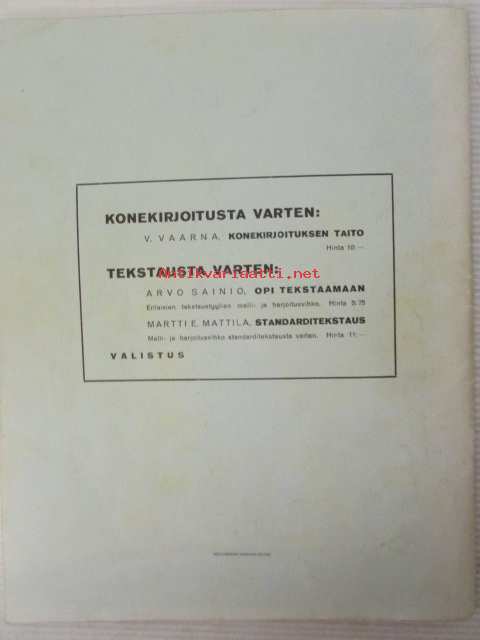 KONEKIRJOITUSTA VARTEN:
V. VAARNA, KONEKIRJOITUKSEN TAITO
Hinta 10:—
TEKSTAUSTA VARTEN:
Antikvariaatti.net
ARVO SAINIO, OPI TEKSTAAMAAN
Erilaisten tekstaustyylien malli- ja harjoitusvihko. Hinta 9:75
MARTTI E. MATTILA, STANDARDITEKSTAUS
Malli- ja harjoitusvihko standarditekstausta varten. Hinta 11:—
VALISTUS